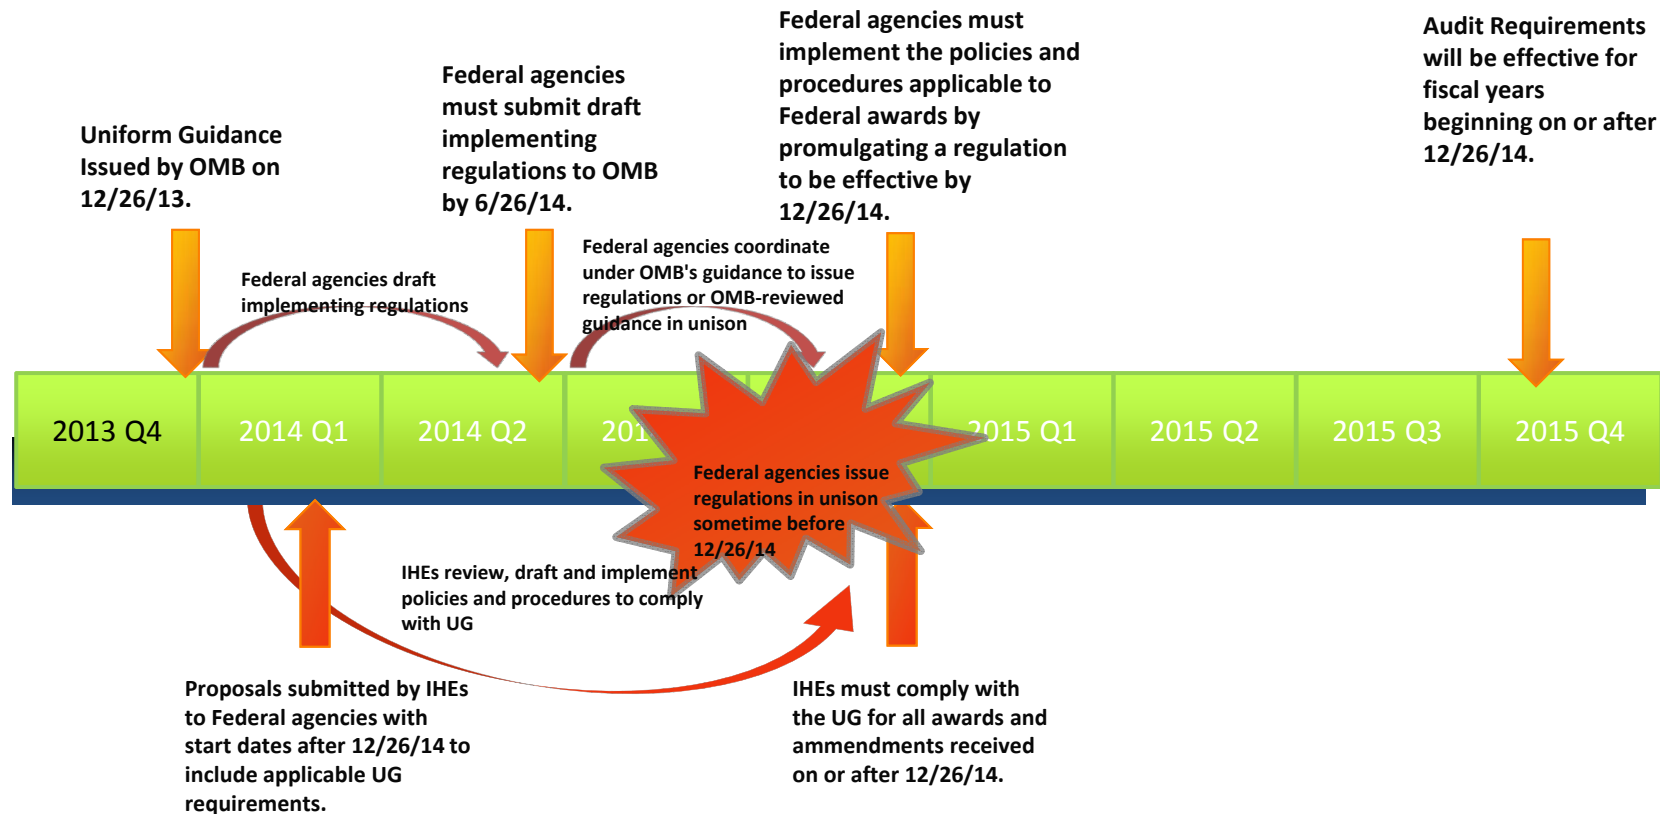 Uniform Guidance
Issued by OMB on
12/26/13.
Federal agencies
must submit draft
implementing
regulations to OMB
by 6/26/14.
Federal agencies must
implement the policies and
procedures applicable to
Federal awards by
promulgating a regulation
to be effective by
12/26/14.
Audit Requirements
will be effective for
fiscal years
beginning on or after
12/26/14.
Federal agencies draft
implementing regulations
Federal agencies coordinate
under OMB's guidance to issue
regulations or OMB-reviewed
guidance in unison
2013 Q4
2014 Q1
2014 Q2
201
2015 Q1
2015 Q2
2015 Q3
2015 Q4
Federal agencies issue
regulations in unison
sometime before
12/26/14
IHEs review, draft and implement
policies and procedures to comply
with UG
Proposals submitted by IHEs
to Federal agencies with
start dates after 12/26/14 to
include applicable UG
requirements.
IHEs must comply with
the UG for all awards and
ammendments received
on or after 12/26/14.